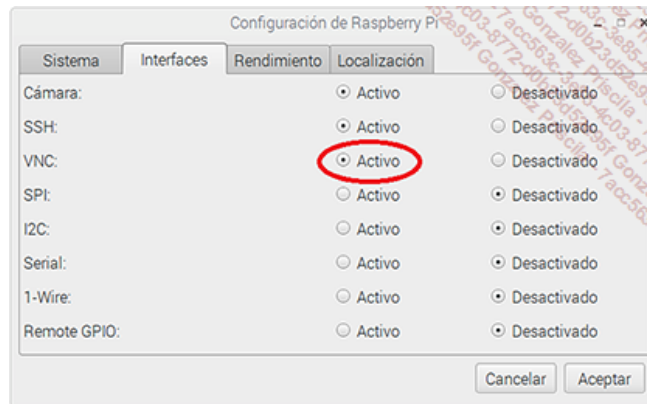 Configuración de Raspberry Pi
Sistema Interfaces Rendimiento Localización
Cámara: Activo Desactivado
SSH: Activo Desactivado
VNC: Activo Desactivado
SPI: Activo Desactivado
I2C: Activo Desactivado
Serial: Activo Desactivado
1-Wire: Activo Desactivado
Remote GPIO: Activo Desactivado
Cancelar Aceptar